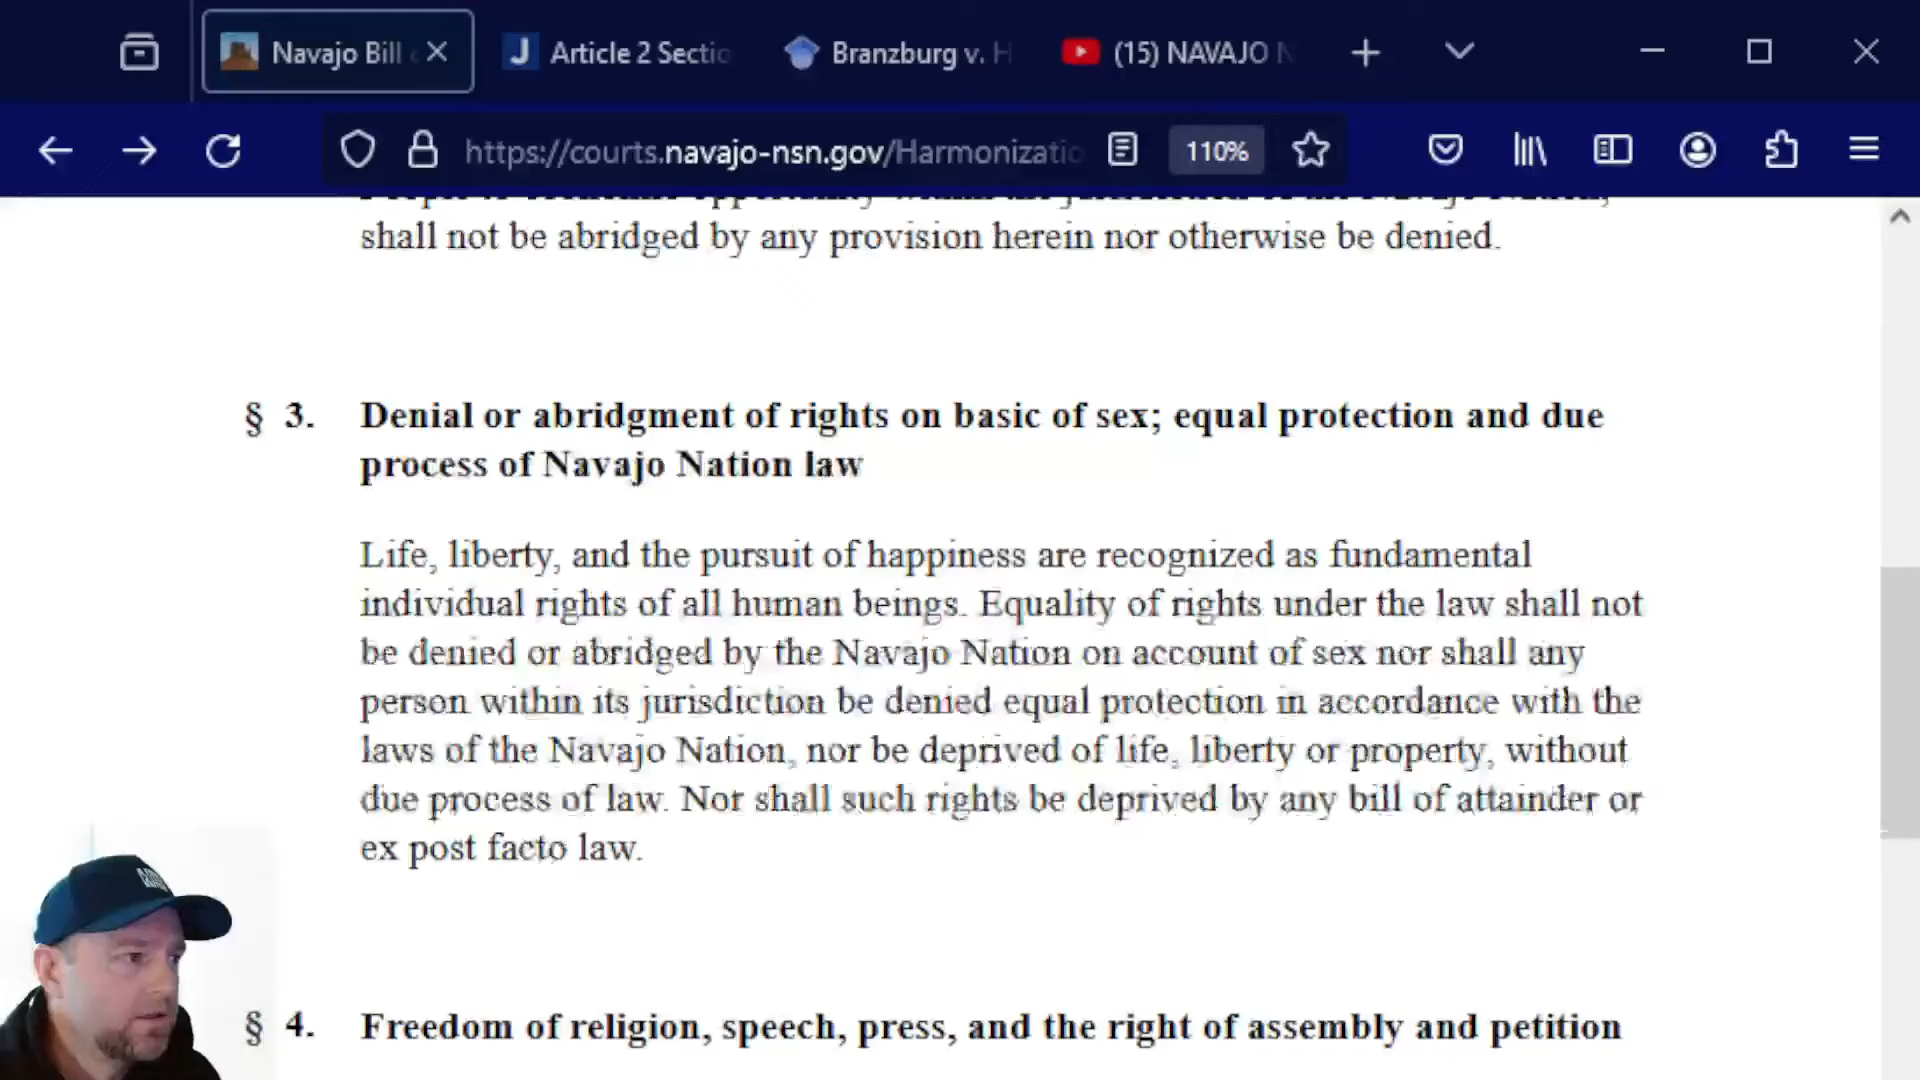 Navajo Bill
Article 2 Sectio
Branzburg v. H
(15) NAVAJO N
https://courts.navajo-nsn.gov/Harmonizatio
110%
shall not be abridged by any provision herein nor otherwise be denied.
§ 3. Denial or abridgment of rights on basic of sex; equal protection and due
process of Navajo Nation law
Life, liberty, and the pursuit of happiness are recognized as fundamental
individual rights of all human beings. Equality of rights under the law shall not
be denied or abridged by the Navajo Nation on account of sex nor shall any
person within its jurisdiction be denied equal protection in accordance with the
laws of the Navajo Nation, nor be deprived of life, liberty or property, without
due process of law. Nor shall such rights be deprived by any bill of attainder or
ex post facto law.
§ 4. Freedom of religion, speech, press, and the right of assembly and petition